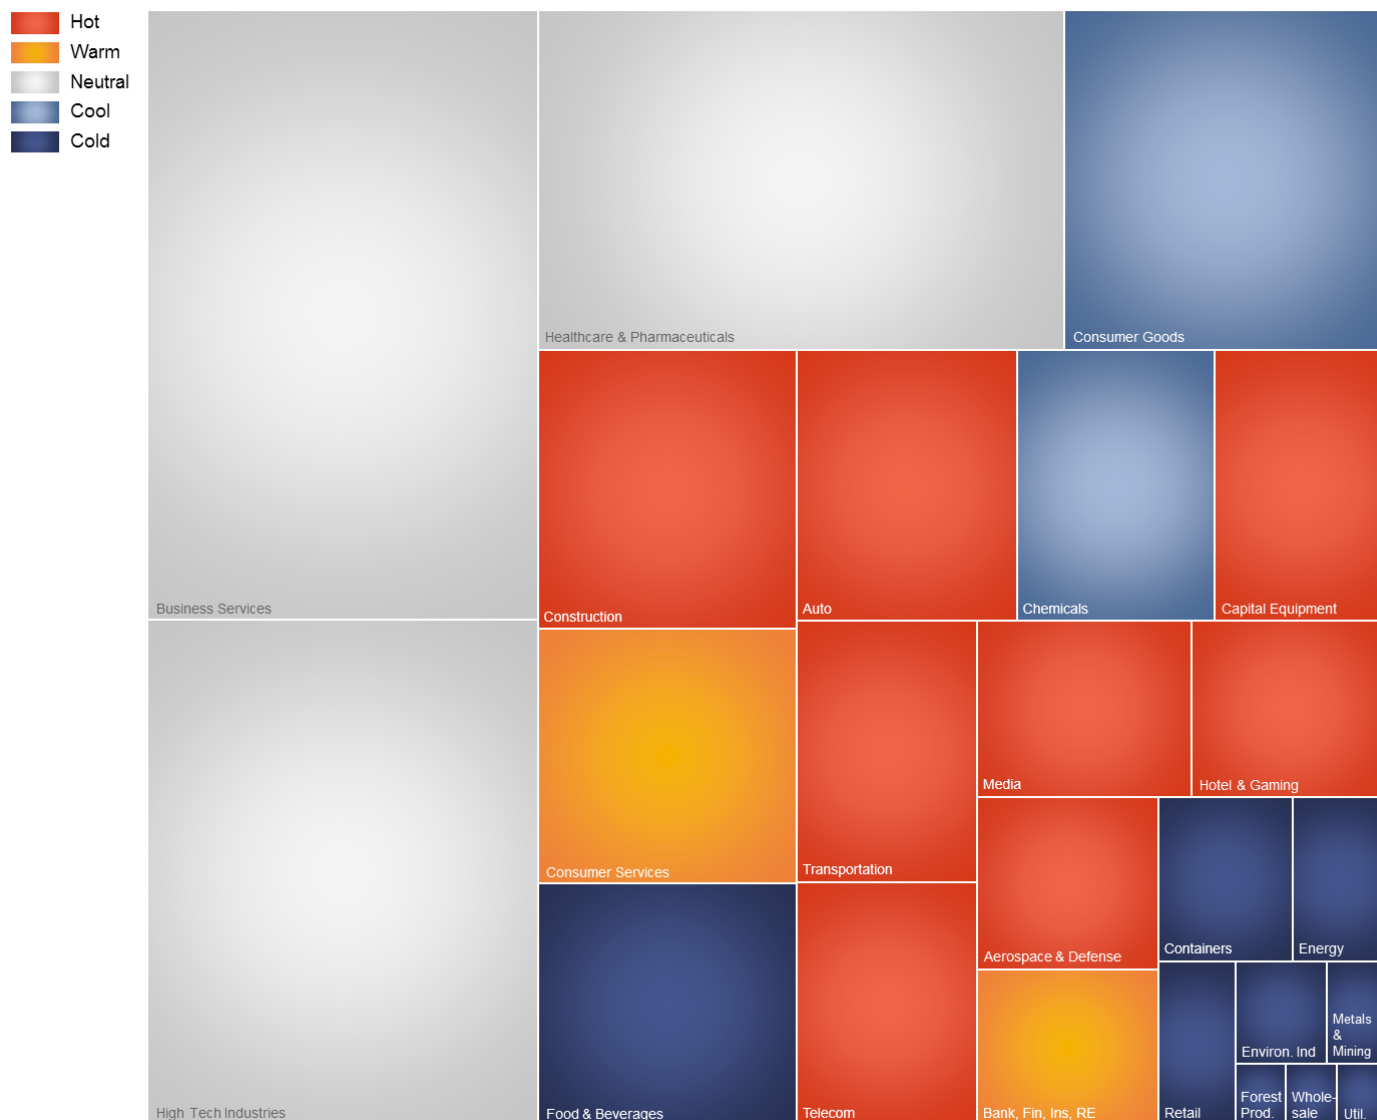 Hot
Warm
Neutral
Cool
Cold
Healthcare & Pharmaceuticals
Consumer Goods
Business Services
Construction
Auto
Chemicals
Capital Equipment
Media
Hotel & Gaming
Consumer Services
Transportation
Aerospace & Defense
Containers
Energy
Metals
&
Mining
Environ. Ind
High Tech Industries
Food & Beverages
Telecom
Bank, Fin, Ins, RE
Retail
Forest
Prod.
Whole-
sale
Util.